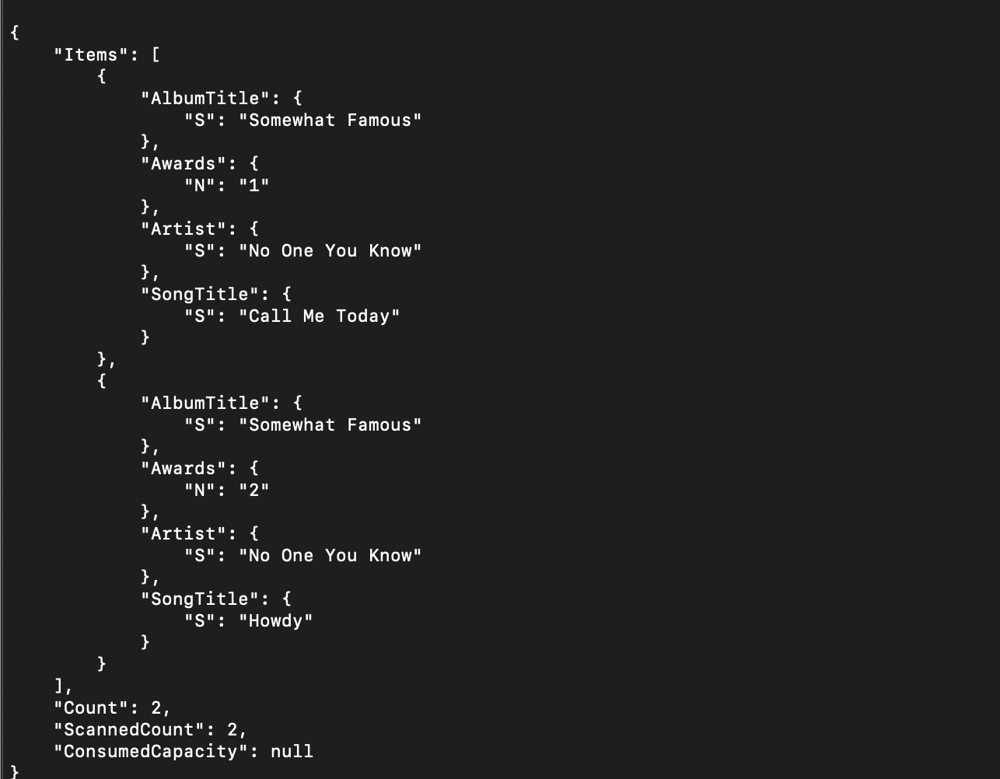 {
    "Items": [
        {
            "AlbumTitle": {
                "S": "Somewhat Famous"
            },
            "Awards": {
                "N": "1"
            },
            "Artist": {
                "S": "No One You Know"
            },
            "SongTitle": {
                "S": "Call Me Today"
            }
        },
        {
            "AlbumTitle": {
                "S": "Somewhat Famous"
            },
            "Awards": {
                "N": "2"
            },
            "Artist": {
                "S": "No One You Know"
            },
            "SongTitle": {
                "S": "Howdy"
            }
        }
    ],
    "Count": 2,
    "ScannedCount": 2,
    "ConsumedCapacity": null
}